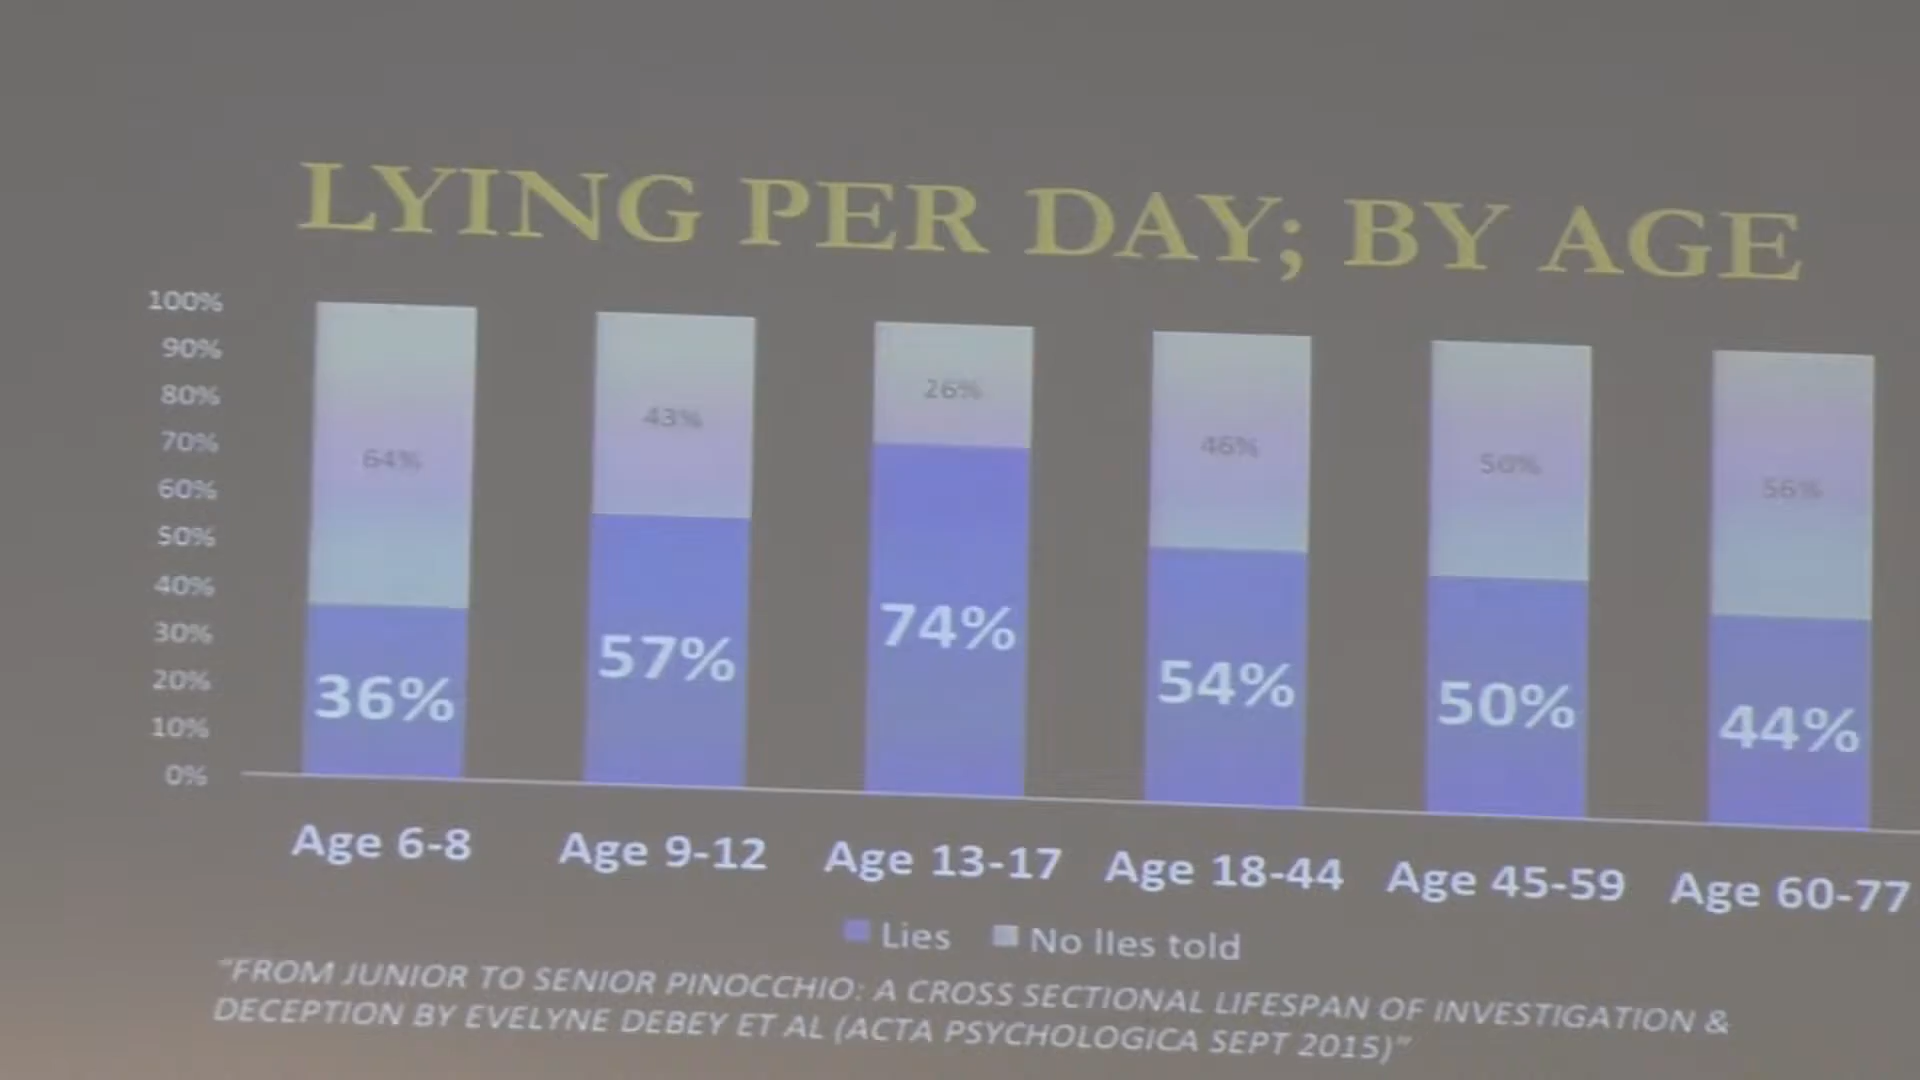 LYING PER DAY; BY AGE
100%
90%
80%
70%
60%
50%
40%
30%
20%
10%
0%
64%
43%
26%
46%
50%
56%
36%
57%
74%
54%
50%
44%
Age 6-8
Age 9-12
Age 13-17
Age 18-44
Age 45-59
Age 60-77
Lies
No lIes told
"FROM JUNIOR TO SENIOR PINOCCHIO: A CROSS SECTIONAL LIFESPAN OF INVESTIGATION &
DECEPTION BY EVELYNE DEBEY ET AL (ACTA PSYCHOLOGICA SEPT 2015)"